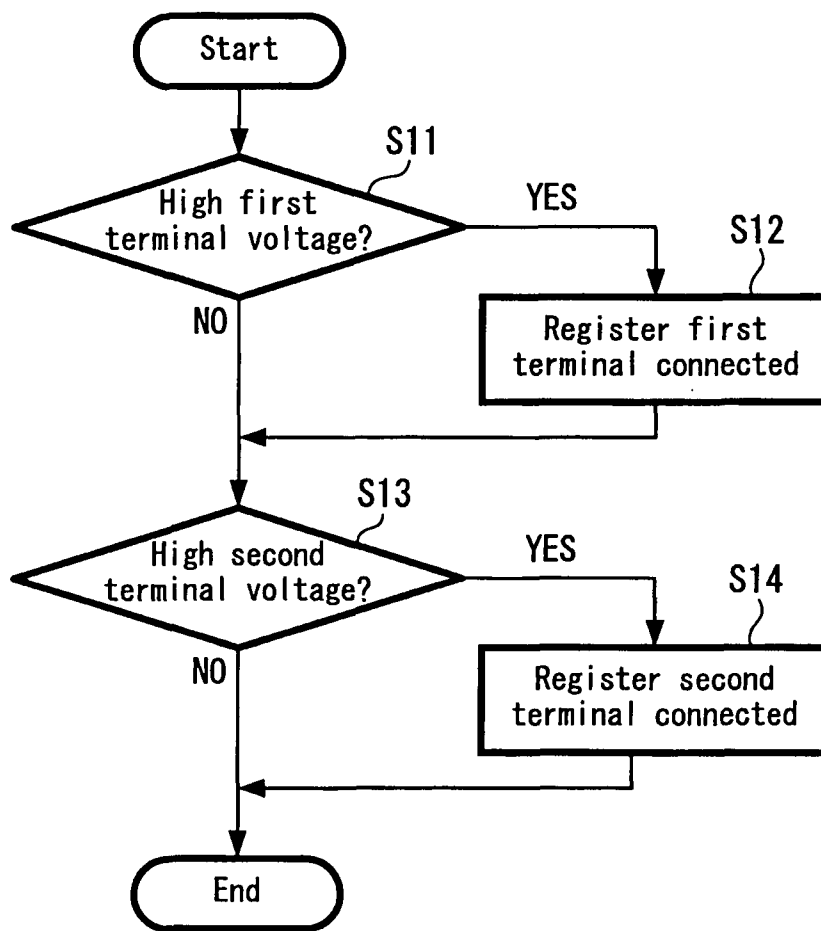 Start
S11
High first
terminal voltage?
YES
S12
NO
Register first
terminal connected
S13
High second
terminal voltage?
YES
S14
NO
Register second
terminal connected
End